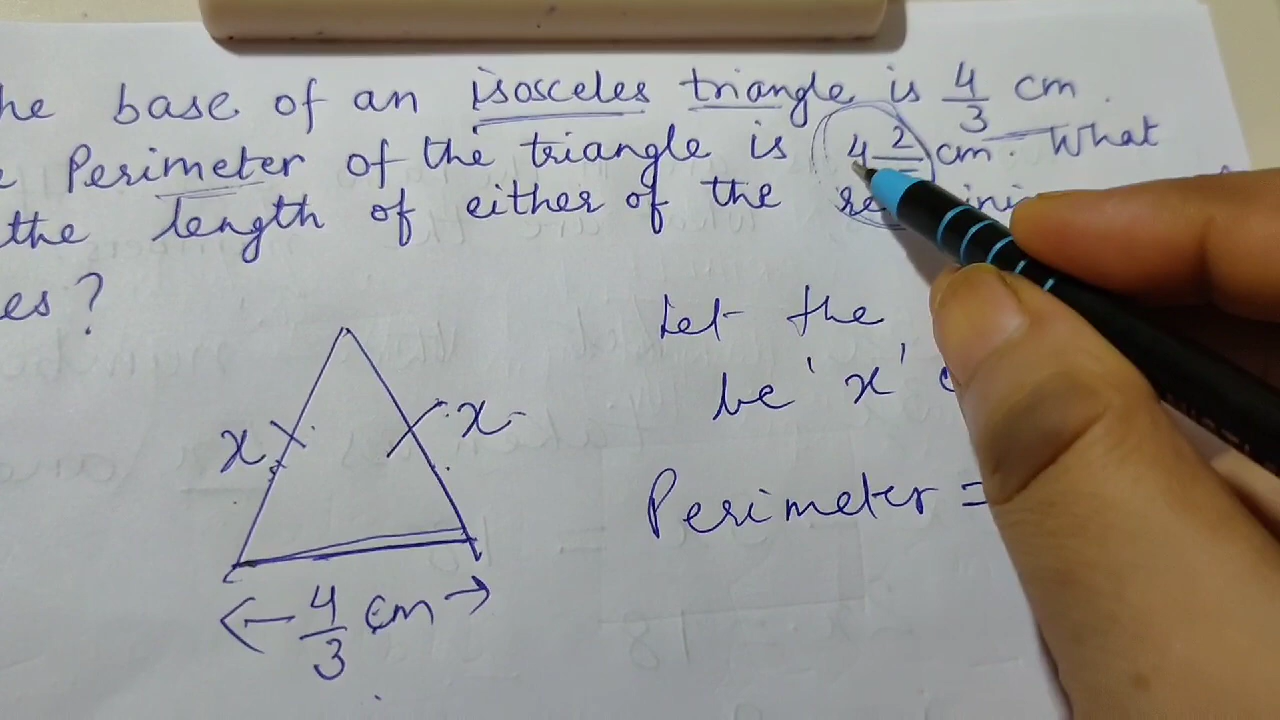 he base of an isosceles triangle is 4/3 cm.
e Perimeter of the triangle is 4 2 cm. What
the length of either of the
es?
Let the
be 'x' c
x x
Perimeter =
4/3 cm